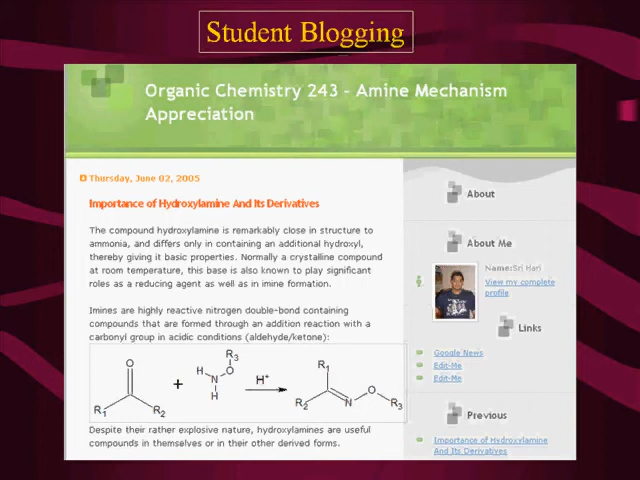 Student Blogging
Organic Chemistry 243 - Amine Mechanism
Appreciation
Thursday, June 02, 2005
Importance of Hydroxylamine And Its Derivatives
The compound hydroxylamine is remarkably close in structure to
ammonia, and differs only in containing an additional hydroxyl,
thereby giving it basic properties. Normally a crystalline compound
at room temperature, this base is also known to play significant
roles as a reducing agent as well as in imine formation.
Imines are highly reactive nitrogen double-bond containing
compounds that are formed through an addition reaction with a
carbonyl group in acidic conditions (aldehyde/ketone):
O
R1
R2
+
H
N
H
O
R3
H+
R1
R2
N
O
R3
Despite their rather explosive nature, hydroxylamines are useful
compounds in themselves or in their other derived forms.
About
About Me
Name:Sri Hari
View my complete
profile
Links
Google News
Edit-Me
Edit-Me
Previous
Importance of Hydroxylamine
And Its Derivatives